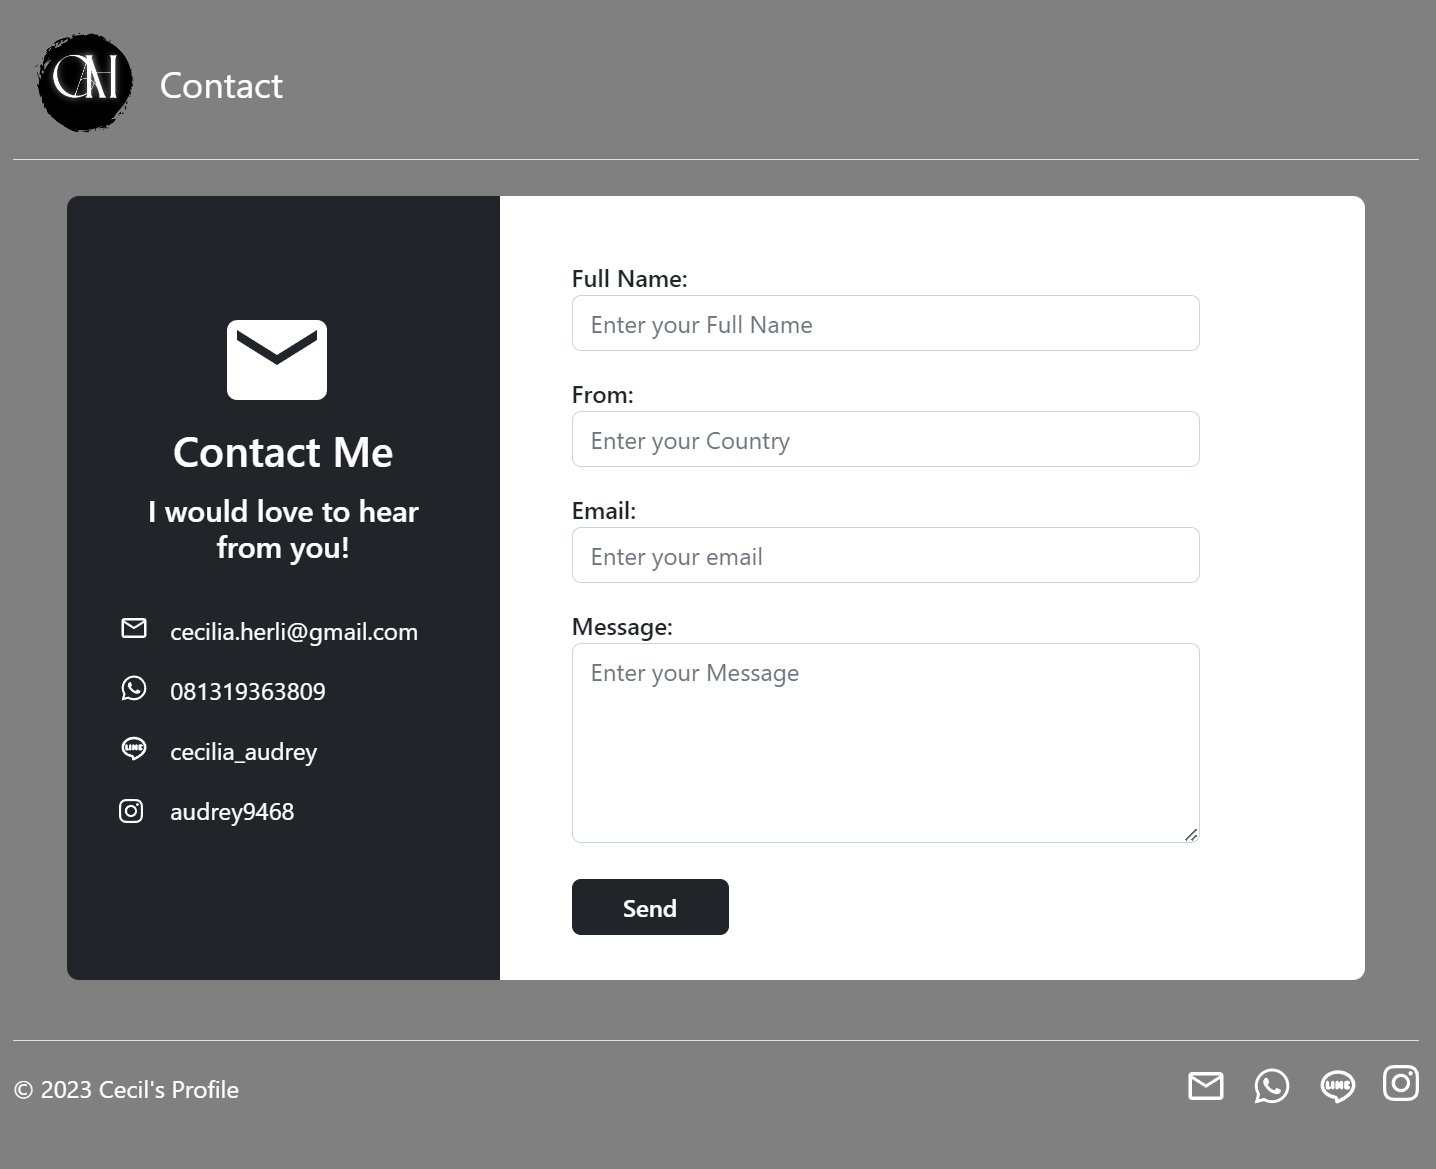 CAH
Contact
Contact Me
I would love to hear
from you!
cecilia.herli@gmail.com
081319363809
LINE
cecilia_audrey
audrey9468
Full Name:
Enter your Full Name
From:
Enter your Country
Email:
Enter your email
Message:
Enter your Message
Send
© 2023 Cecil's Profile
LINE